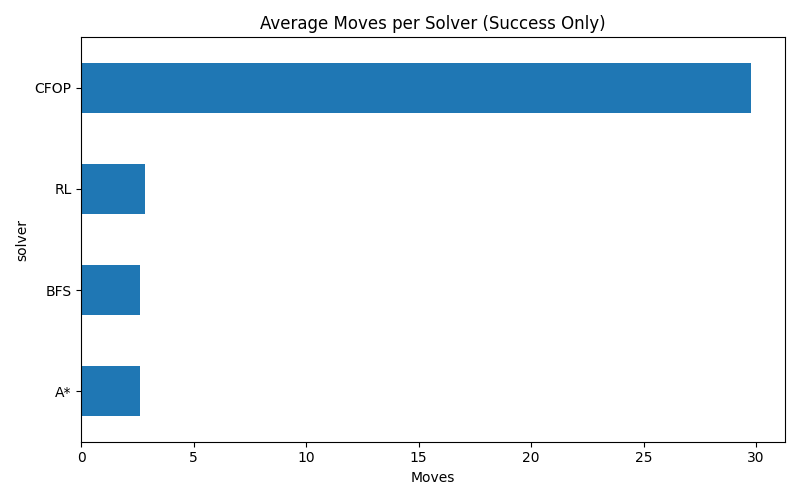 Average Moves per Solver (Success Only)
CFOP
RL
BFS
A*
solver
0 5 10 15 20 25 30
Moves